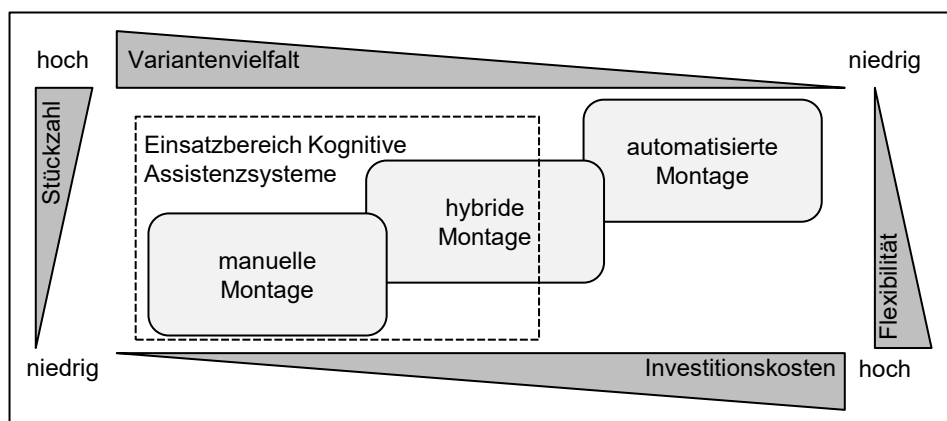 hoch
Variantenvielfalt
niedrig
Stückzahl
Einsatzbereich Kognitive
Assistenzsysteme
automatisierte
Montage
hybride
Montage
manuelle
Montage
Flexibilität
niedrig
Investitionskosten
hoch